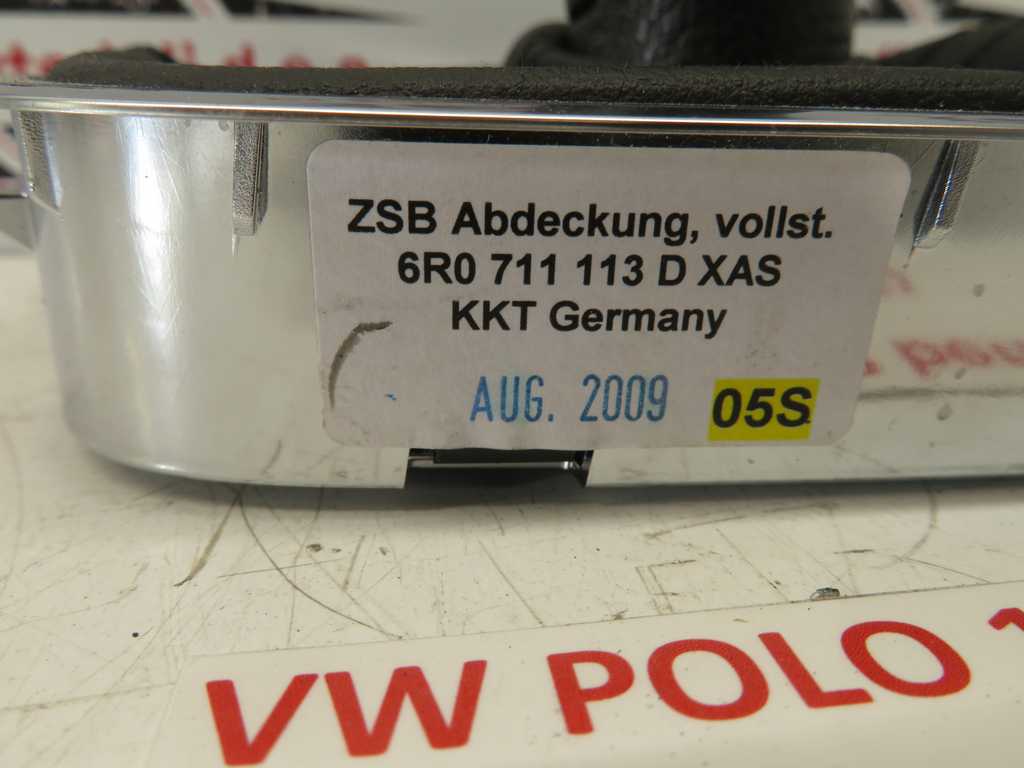 ZSB Abdeckung, vollst.
6R0 711 113 D XAS
KKT Germany
AUG. 2009 05S
VW POLO